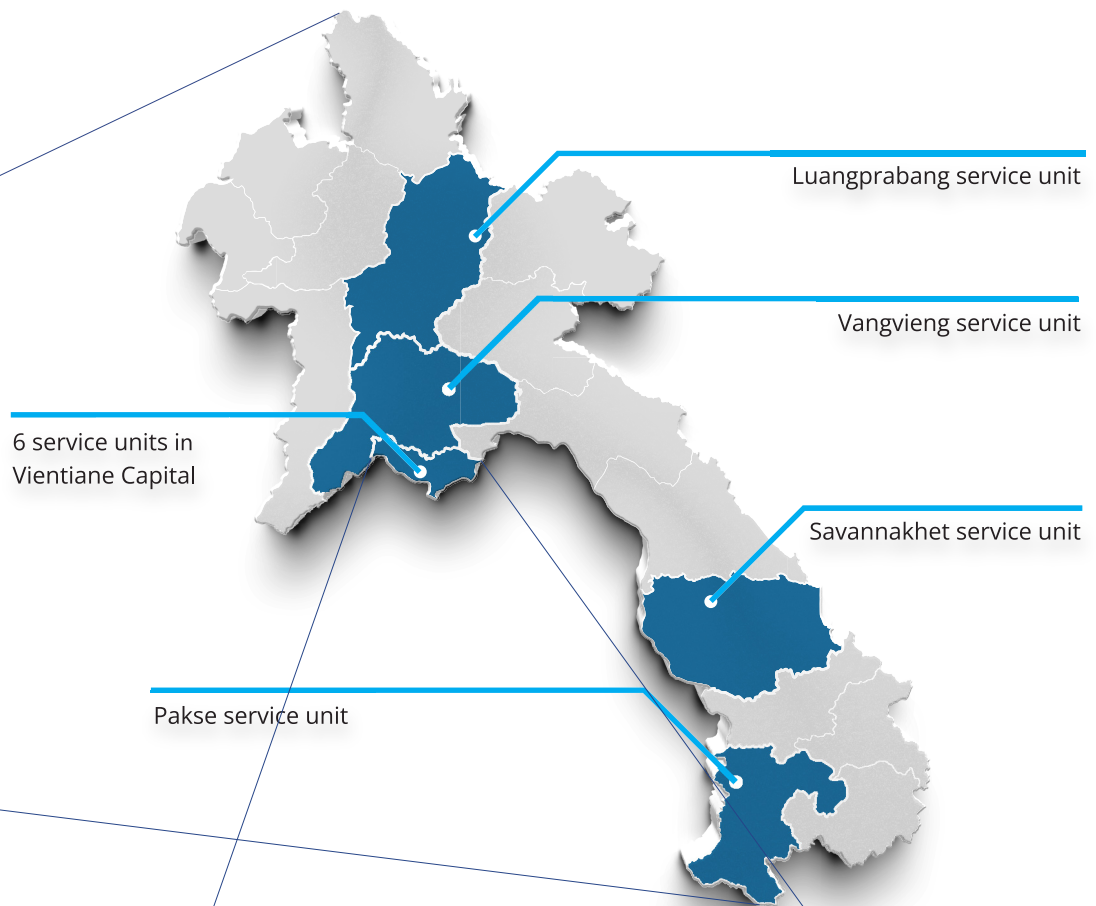 Luangprabang service unit
Vangvieng service unit
6 service units in
Vientiane Capital
Savannakhet service unit
Pakse service unit